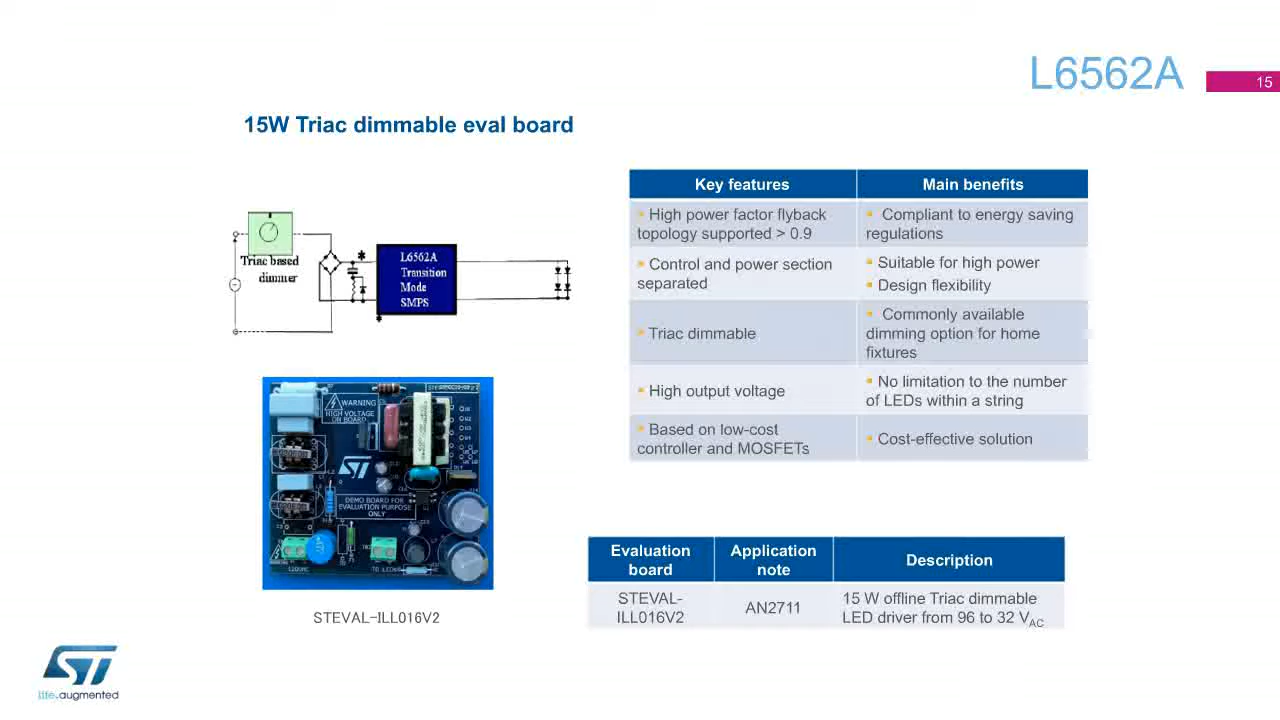 L6562A
15
15W Triac dimmable eval board
Triac based
dimmer
*
L6562A
Transition
Mode
SMPS
*
Key features
Main benefits
▪ High power factor flyback
topology supported > 0.9
▪ Compliant to energy saving
regulations
▪ Control and power section
separated
▪ Suitable for high power
▪ Design flexibility
▪ Triac dimmable
▪ Commonly available
dimming option for home
fixtures
▪ High output voltage
▪ No limitation to the number
of LEDs within a string
▪ Based on low-cost
controller and MOSFETs
▪ Cost-effective solution
WARNING
HIGH VOLTAGE
ON BOARD
ST
DEMO BOARD FOR
EVALUATION PURPOSE
ONLY
TO LED
STEVAL-ILL016V2
Evaluation
board
Application
note
Description
STEVAL-
ILL016V2
AN2711
15 W offline Triac dimmable
LED driver from 96 to 32 VAC
ST
life.augmented